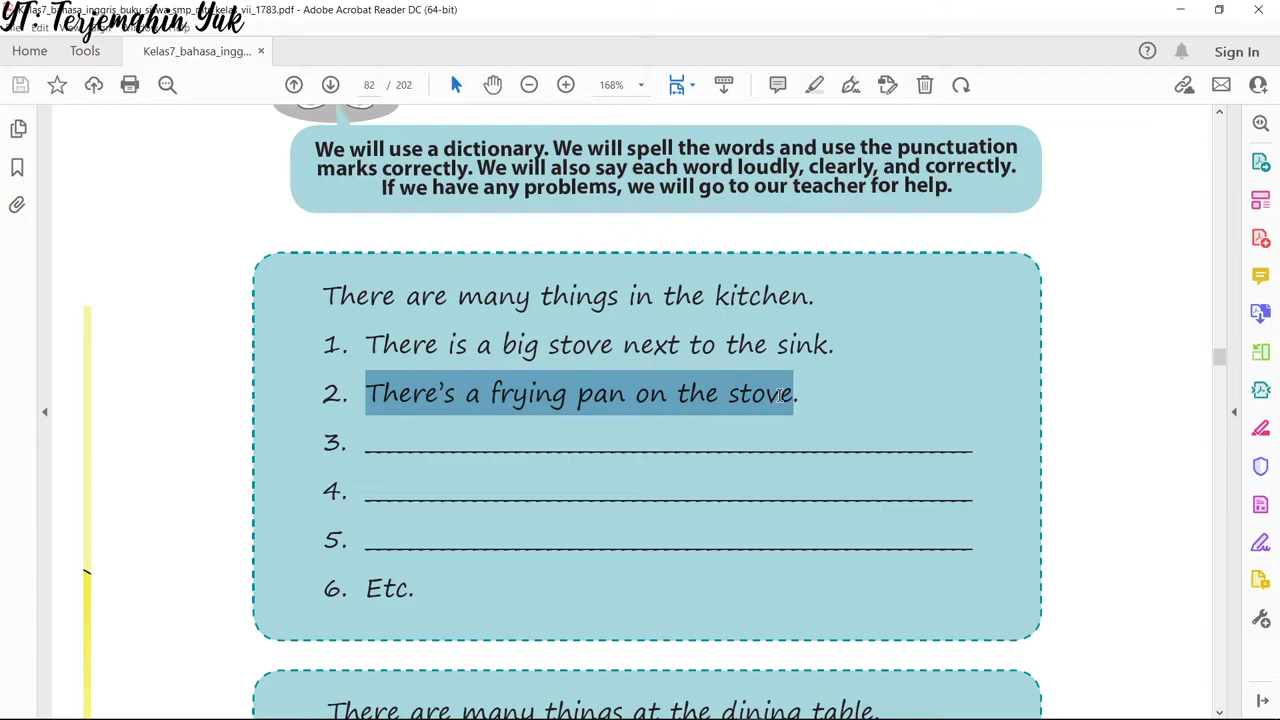 YT: Terjemahin Yuk
- Adobe Acrobat Reader DC (64-bit)
Home Tools Kelas7_bahasa_ingg... ×
Sign In
82 / 202
168%
We will use a dictionary. We will spell the words and use the punctuation
marks correctly. We will also say each word loudly, clearly, and correctly.
If we have any problems, we will go to our teacher for help.
There are many things in the kitchen.
1. There is a big stove next to the sink.
2. There's a frying pan on the stove.
3.
4.
5.
6. Etc.
There are many things at the dining table.